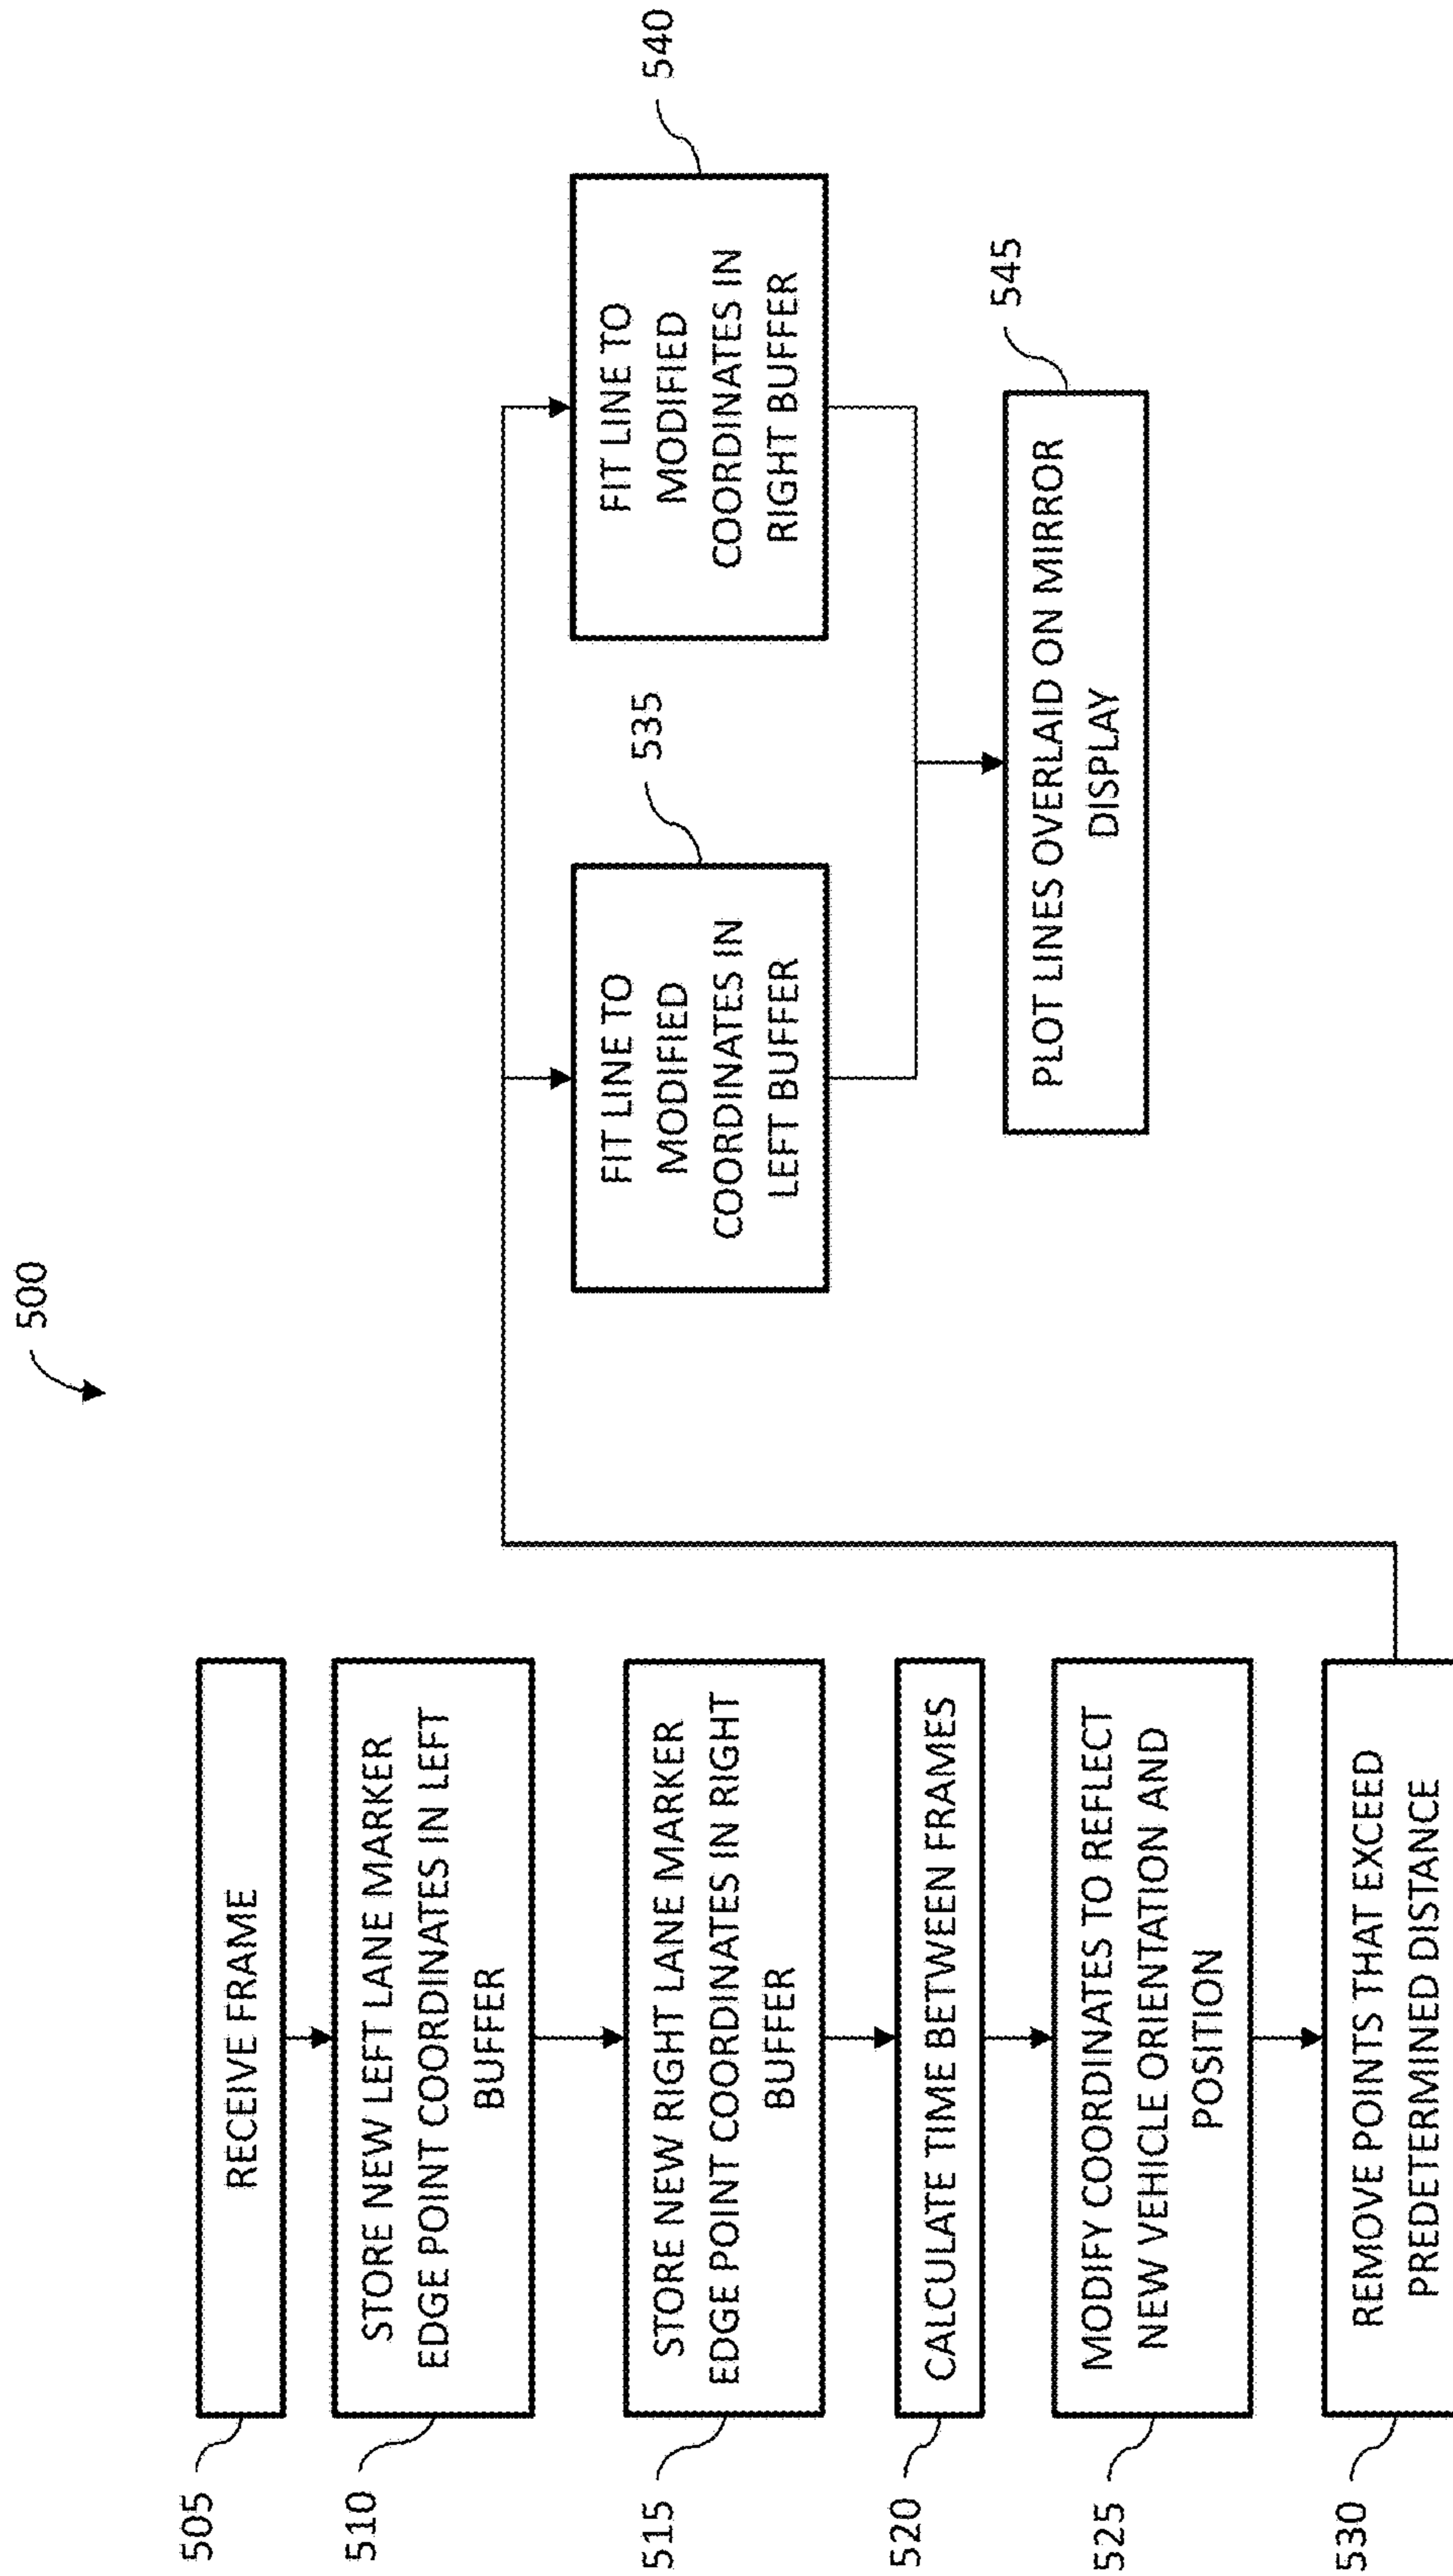 500
505
RECEIVE FRAME
510
STORE NEW LEFT LANE MARKER
EDGE POINT COORDINATES IN LEFT
BUFFER
515
STORE NEW RIGHT LANE MARKER
EDGE POINT COORDINATES IN RIGHT
BUFFER
520
CALCULATE TIME BETWEEN FRAMES
525
MODIFY COORDINATES TO REFLECT
NEW VEHICLE ORIENTATION AND
POSITION
530
REMOVE POINTS THAT EXCEED
PREDETERMINED DISTANCE
535
FIT LINE TO
MODIFIED
COORDINATES IN
LEFT BUFFER
540
FIT LINE TO
MODIFIED
COORDINATES IN
RIGHT BUFFER
545
PLOT LINES OVERLAID ON MIRROR
DISPLAY